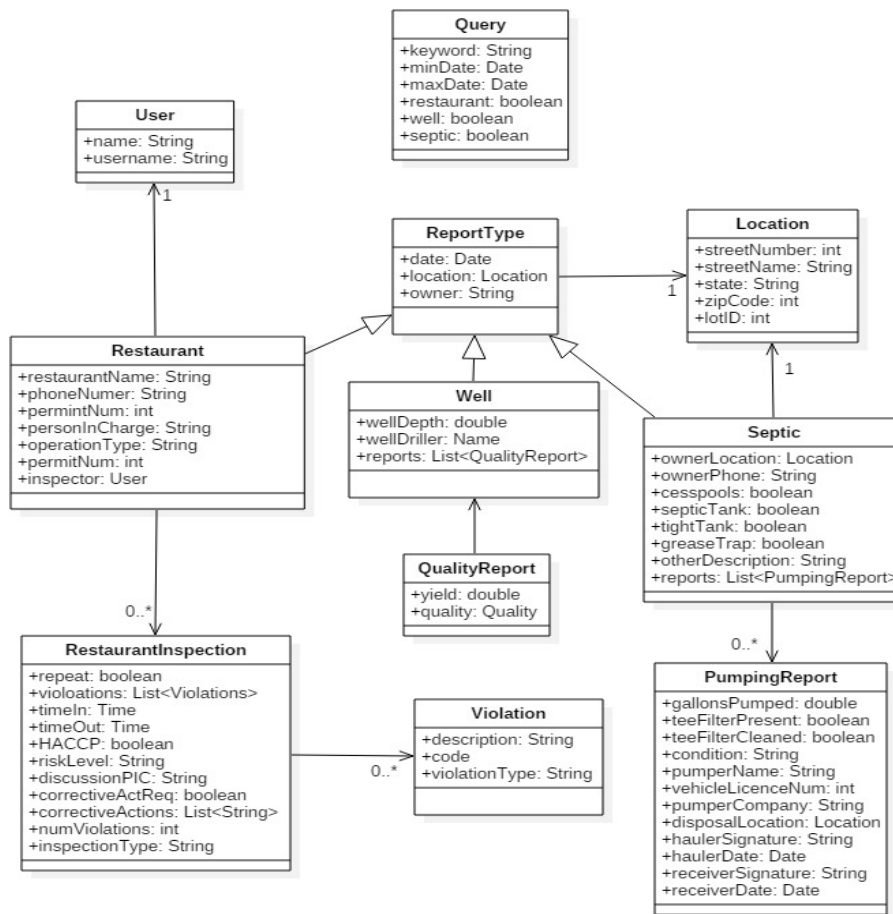 Query
+keyword: String
+minDate: Date
+maxDate: Date
+restaurant: boolean
+well: boolean
+septic: boolean
User
+name: String
+username: String
1
ReportType
+date: Date
+location: Location
+owner: String
1
Location
+streetNumber: int
+streetName: String
+state: String
+zipCode: int
+lotID: int
1
Restaurant
+restaurantName: String
+phoneNumer: String
+permintNum: int
+personInCharge: String
+operationType: String
+permitNum: int
+inspector: User
Well
+wellDepth: double
+wellDriller: Name
+reports: List<QualityReport>
Septic
+ownerLocation: Location
+ownerPhone: String
+cesspools: boolean
+septicTank: boolean
+tightTank: boolean
+greaseTrap: boolean
+otherDescription: String
+reports: List<PumpingReport>
QualityReport
+yield: double
+quality: Quality
0..*
0..*
RestaurantInspection
+repeat: boolean
+violoations: List<Violations>
+timeIn: Time
+timeOut: Time
+HACCP: boolean
+riskLevel: String
+discussionPIC: String
+correctiveActReq: boolean
+correctiveActions: List<String>
+numViolations: int
+inspectionType: String
0..*
Violation
+description: String
+code
+violationType: String
PumpingReport
+gallonsPumped: double
+teeFilterPresent: boolean
+teeFilterCleaned: boolean
+condition: String
+pumperName: String
+vehicleLicenceNum: int
+pumperCompany: String
+disposalLocation: Location
+haulerSignature: String
+haulerDate: Date
+receiverSignature: String
+receiverDate: Date